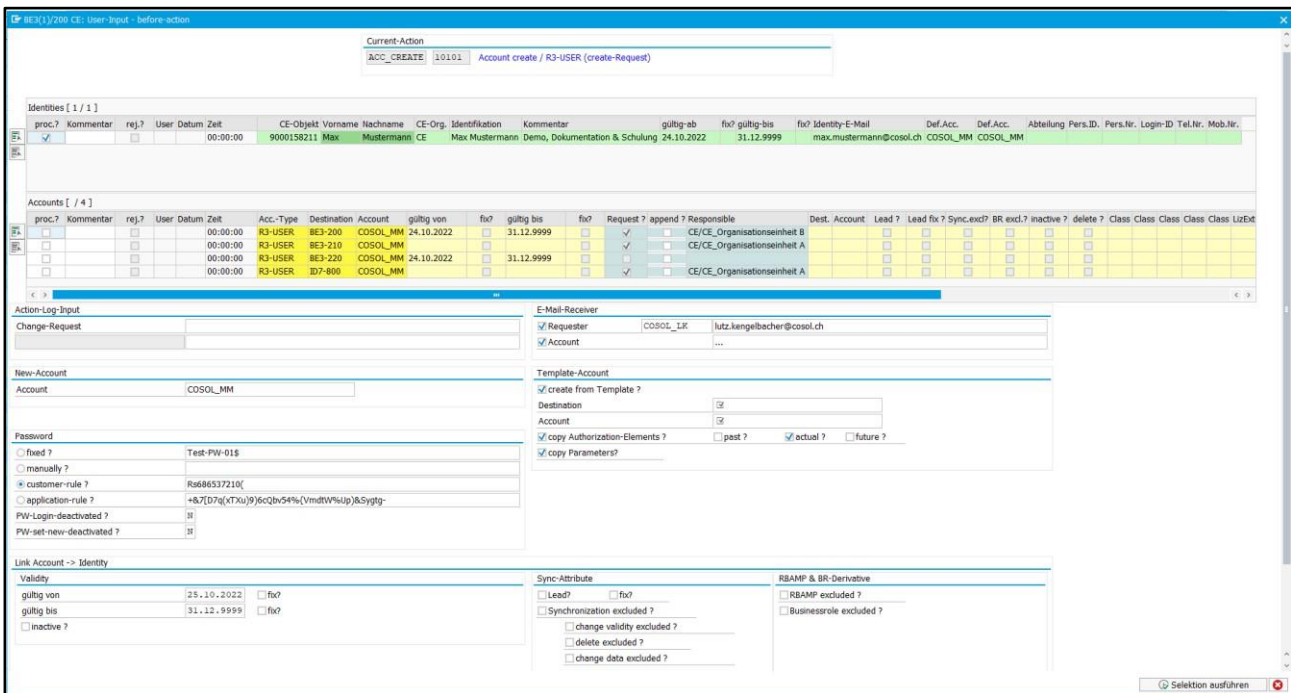 BE3(1)/200 CE: User-Input - before-action
Current-Action
ACC_CREATE 10101 Account create / R3-USER (create-Request)
Identities [ 1 / 1 ]
proc.? Kommentar rej.? User Datum Zeit CE-Objekt Vorname Nachname CE-Org. Identifikation Kommentar gültig-ab fix? gültig-bis fix? Identity-E-Mail Def.Acc. Def.Acc. Abteilung Pers.ID. Pers.Nr. Login-ID Tel.Nr. Mob.Nr.
00:00:00 9000158211 Max Mustermann CE Max Mustermann Demo, Dokumentation & Schulung 24.10.2022 31.12.9999 max.mustermann@cosol.ch COSOL_MM COSOL_MM
Accounts [ / 4 ]
proc.? Kommentar rej.? User Datum Zeit Acc.-Type Destination Account gültig von fix? gültig bis fix? Request ? append ? Responsible Dest. Account Lead ? Lead fix ? Sync.excl? BR excl.? inactive ? delete ? Class Class Class Class Class LizExt
00:00:00 R3-USER BE3-200 COSOL_MM 24.10.2022 31.12.9999 CE/CE_Organisationseinheit B
00:00:00 R3-USER BE3-210 COSOL_MM CE/CE_Organisationseinheit A
00:00:00 R3-USER BE3-220 COSOL_MM 24.10.2022 31.12.9999
00:00:00 R3-USER ID7-800 COSOL_MM CE/CE_Organisationseinheit A
Action-Log-Input E-Mail-Receiver
Change-Request Requester COSOL_LK lutz.kengelbacher@cosol.ch
Account ...
New-Account Template-Account
Account COSOL_MM create from Template ?
Destination
Account
Password copy Authorization-Elements ? past ? actual ? future ?
fixed ? Test-PW-01$ copy Parameters?
manually ?
customer-rule ? Rs686537210(
application-rule ? +&7[D7q(xTXu)9)6cQbv54%{VmdtW%Up)&Sygtg-
PW-Login-deactivated ? N
PW-set-new-deactivated ? N
Link Account -> Identity
Validity Sync-Attribute RBAMP & BR-Derivative
gültig von 25.10.2022 fix? Lead? fix? RBAMP excluded ?
gültig bis 31.12.9999 fix? Synchronization excluded ? Businessrole excluded ?
inactive ? change validity excluded ?
delete excluded ?
change data excluded ?
Selektion ausführen